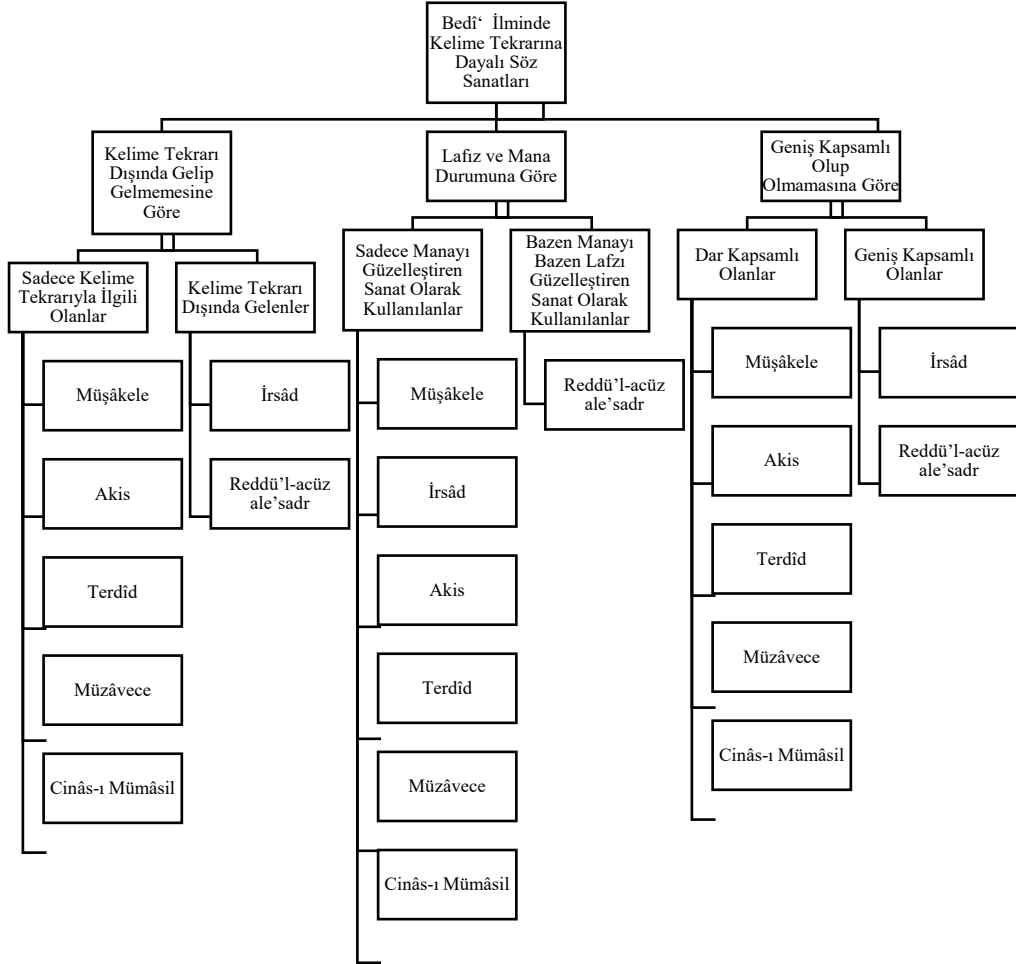 Bedî‘ İlminde
Kelime Tekrarına
Dayalı Söz
Sanatları
Kelime Tekrarı
Dışında Gelip
Gelmemesine
Göre
Lafız ve Mana
Durumuna Göre
Geniş Kapsamlı
Olup
Olmamasına Göre
Sadece Kelime
Tekrarıyla İlgili
Olanlar
Kelime Tekrarı
Dışında Gelenler
Sadece Manayı
Güzelleştiren
Sanat Olarak
Kullanılanlar
Bazen Manayı
Bazen Lafzı
Güzelleştiren
Sanat Olarak
Kullanılanlar
Dar Kapsamlı
Olanlar
Geniş Kapsamlı
Olanlar
Müşâkele
Akis
Terdîd
Müzâvece
Cinâs-ı Mümâsil
İrsâd
Reddü’l-acüz
ale’sadr
Müşâkele
İrsâd
Akis
Terdîd
Müzâvece
Cinâs-ı Mümâsil
Reddü’l-acüz
ale’sadr
Müşâkele
Akis
Terdîd
Müzâvece
Cinâs-ı Mümâsil
İrsâd
Reddü’l-acüz
ale’sadr